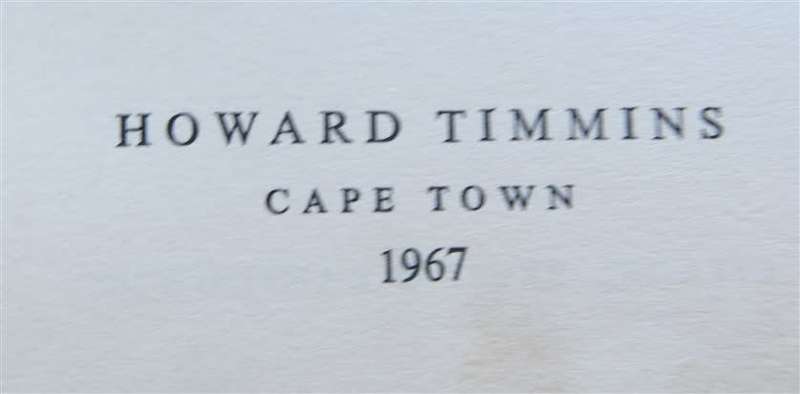 HOWARD TIMMINS
CAPE TOWN
1967